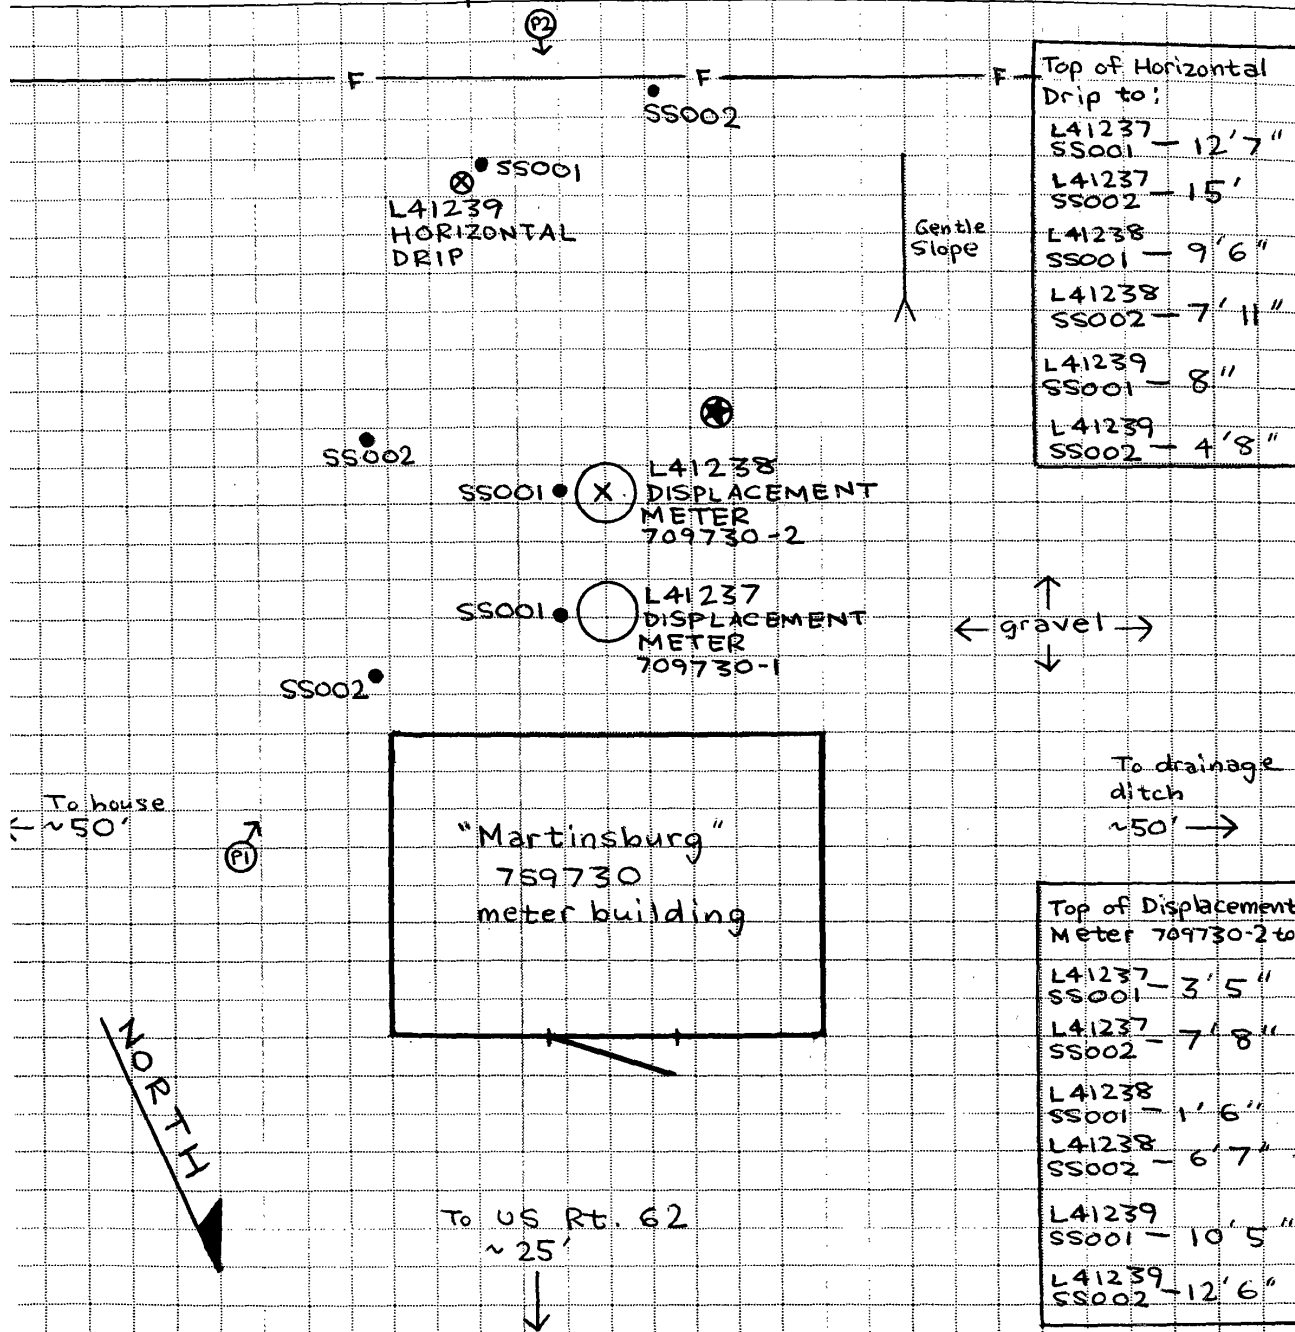 P2
F
F
F
SS002
SS001
L41239
HORIZONTAL
DRIP
Gentle
Slope
Top of Horizontal
Drip to:
L41237
SS001 — 12'7"
L41237
SS002 — 15'
L41238
SS001 — 9'6"
L41238
SS002 — 7'11"
L41239
SS001 — 8"
L41239
SS002 — 4'8"
SS002
SS001
X
L41238
DISPLACEMENT
METER
709730-2
SS001
L41237
DISPLACEMENT
METER
709730-1
SS002
← gravel →
To house
← ~50'
P1
"Martinsburg"
759730
meter building
To drainage
ditch
~50' →
Top of Displacement
Meter 709730-2 to
L41237
SS001 — 3'5"
L41237
SS002 — 7'8"
L41238
SS001 — 1'6"
L41238
SS002 — 6'7"
L41239
SS001 — 10'5"
L41239
SS002 — 12'6"
NORTH
To US Rt. 62
~25'